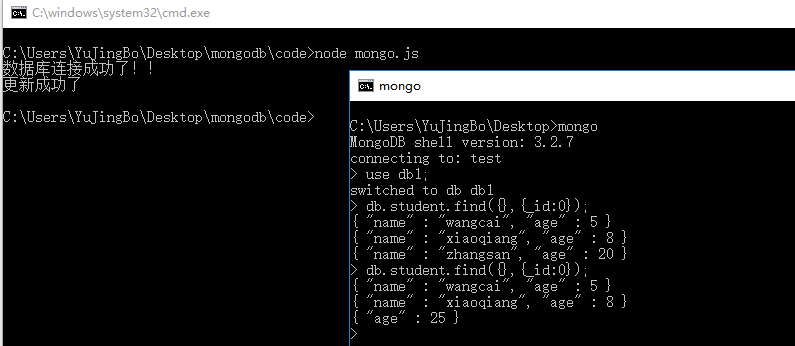 C:\windows\system32\cmd.exe
C:\Users\YuJingBo\Desktop\mongodb\code>node mongo.js
数据库连接成功了！！
更新成功了
C:\Users\YuJingBo\Desktop\mongodb\code>
mongo
C:\Users\YuJingBo\Desktop>mongo
MongoDB shell version: 3.2.7
connecting to: test
> use db1;
switched to db db1
> db.student.find({},{_id:0});
{ "name" : "wangcai", "age" : 5 }
{ "name" : "xiaoqiang", "age" : 8 }
{ "name" : "zhangsan", "age" : 20 }
> db.student.find({},{_id:0});
{ "name" : "wangcai", "age" : 5 }
{ "name" : "xiaoqiang", "age" : 8 }
{ "age" : 25 }
>